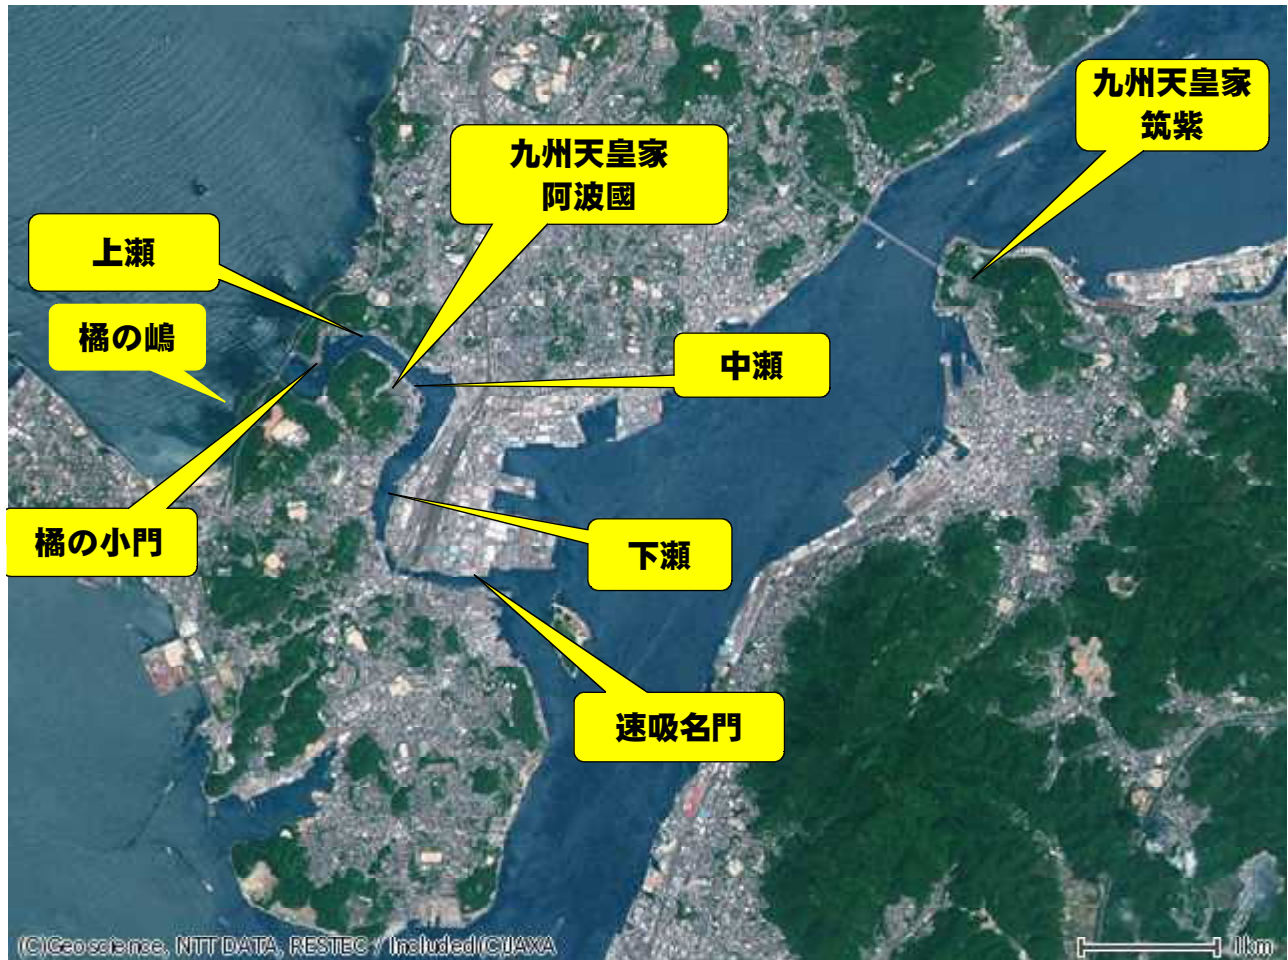 九州天皇家
筑紫
九州天皇家
阿波國
上瀬
橘の嶋
中瀬
橘の小門
下瀬
速吸名門
(C)Geoscience, NTT DATA, RESTEC / Included(C)JAXA
1km